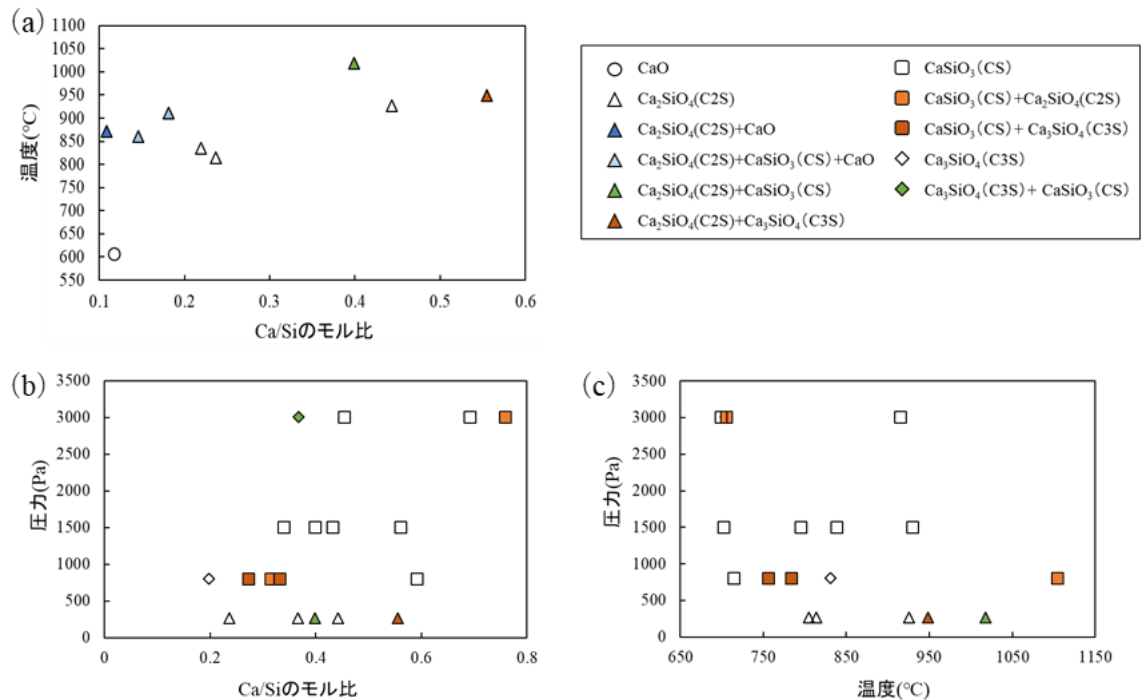 (a)
1100
1050
1000
950
900
850
800
750
700
650
600
550
温度(℃)
0.1 0.2 0.3 0.4 0.5 0.6
Ca/Siのモル比
CaO
Ca₂SiO₄(C2S)
Ca₂SiO₄(C2S)+CaO
Ca₂SiO₄(C2S)+CaSiO₃(CS)+CaO
Ca₂SiO₄(C2S)+CaSiO₃(CS)
Ca₂SiO₄(C2S)+Ca₃SiO₄(C3S)
CaSiO₃(CS)
CaSiO₃(CS)+Ca₂SiO₄(C2S)
CaSiO₃(CS)+ Ca₃SiO₄(C3S)
Ca₃SiO₄(C3S)
Ca₃SiO₄(C3S)+ CaSiO₃(CS)
(b)
3500
3000
2500
2000
1500
1000
500
0
圧力(Pa)
0 0.2 0.4 0.6 0.8
Ca/Siのモル比
(c)
3500
3000
2500
2000
1500
1000
500
0
圧力(Pa)
650 750 850 950 1050 1150
温度(℃)